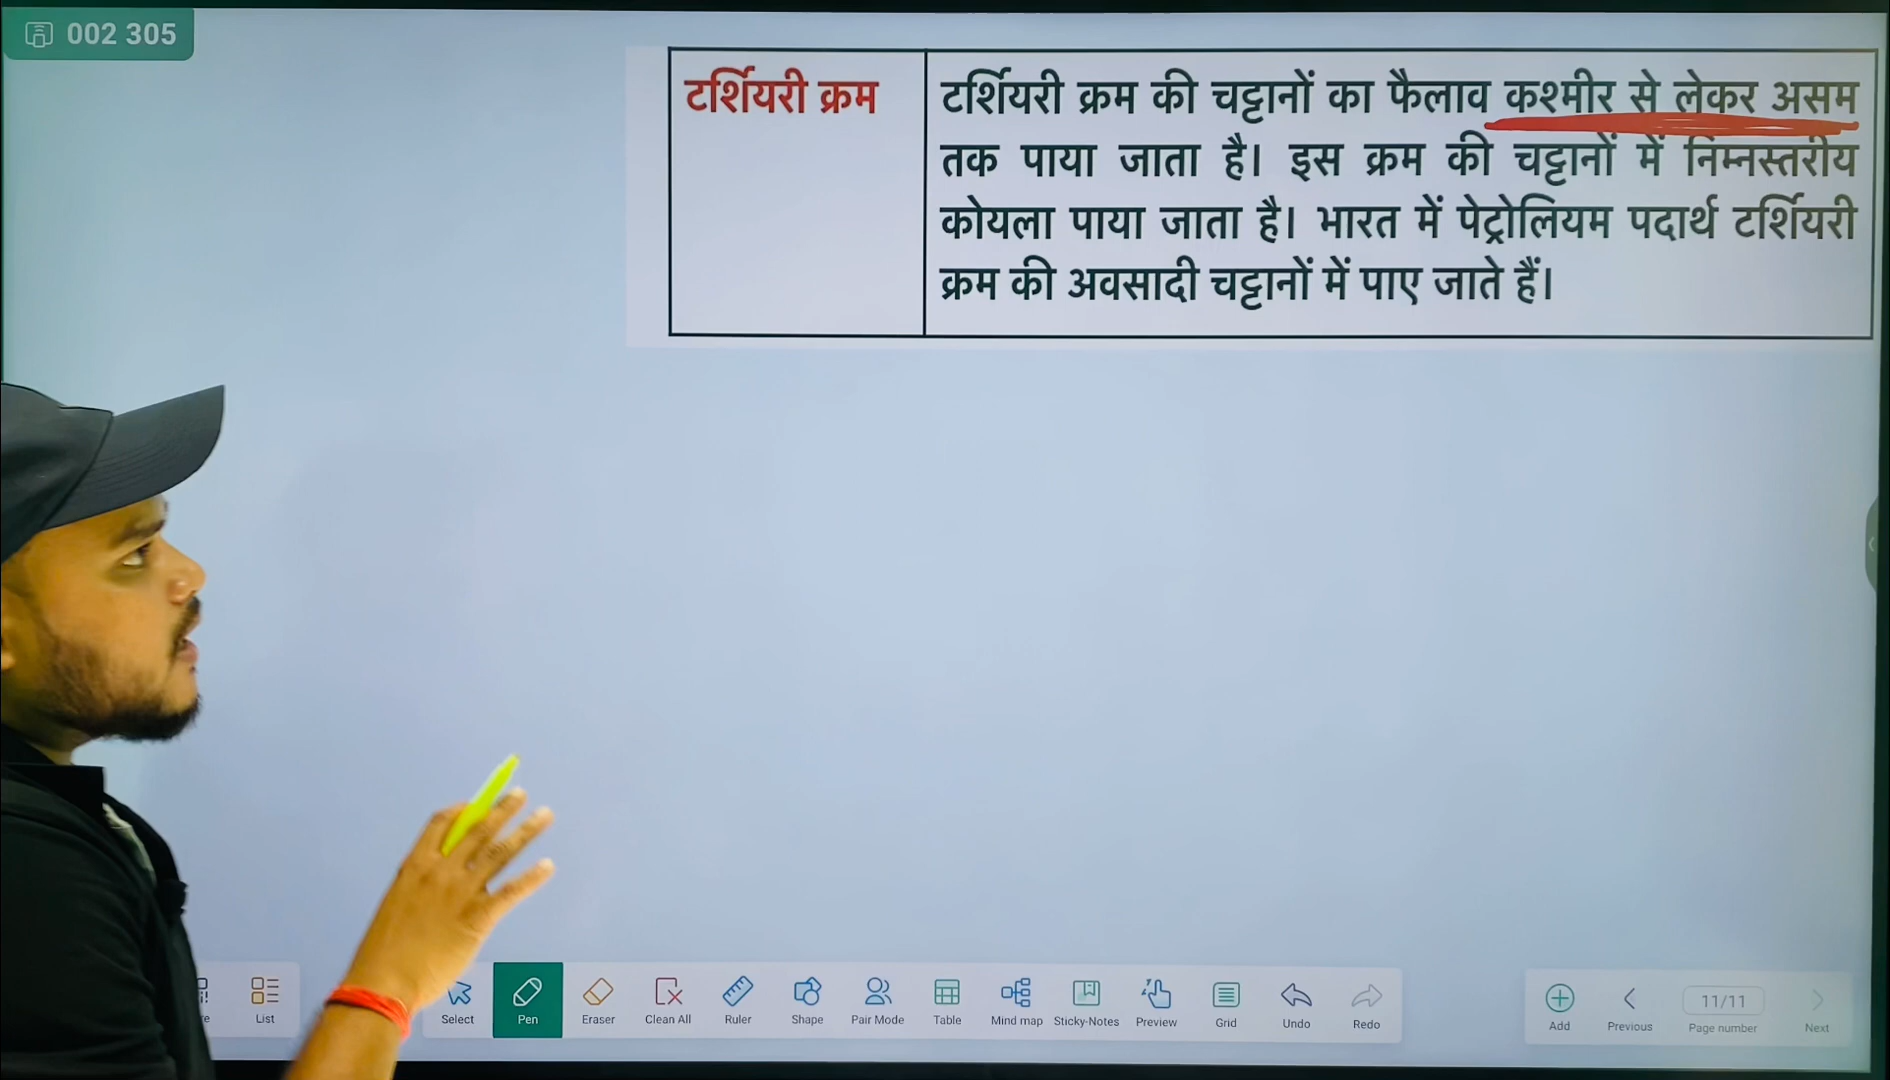 002 305
टर्शियरी क्रम
टर्शियरी क्रम की चट्टानों का फैलाव कश्मीर से लेकर असम
तक पाया जाता है। इस क्रम की चट्टानों में निम्नस्तरीय
कोयला पाया जाता है। भारत में पेट्रोलियम पदार्थ टर्शियरी
क्रम की अवसादी चट्टानों में पाए जाते हैं।
List Select Pen Eraser Clean All Ruler Shape Pair Mode Table Mind map Sticky-Notes Preview Grid Undo Redo
Add Previous 11/11 Page number Next